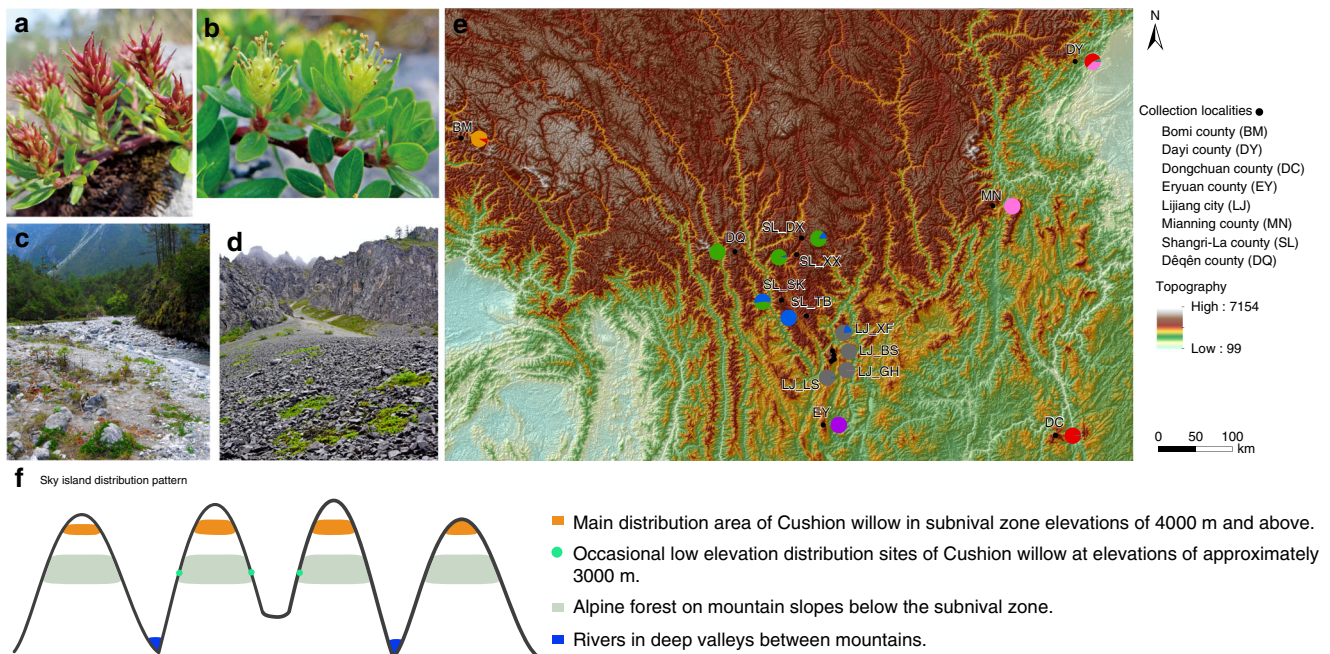 a
b
c
d
e
BM
DY
MN
SL_DX
DQ
SL_XX
SL_SK
SL_TB
LJ_XF
LJ_BS
LJ_GH
LJ_LS
EY
DC
N
Collection localities
Bomi county (BM)
Dayi county (DY)
Dongchuan county (DC)
Eryuan county (EY)
Lijiang city (LJ)
Mianning county (MN)
Shangri-La county (SL)
Dêqên county (DQ)
Topography
High : 7154
Low : 99
0 50 100
km
f Sky island distribution pattern
Main distribution area of Cushion willow in subnival zone elevations of 4000 m and above.
Occasional low elevation distribution sites of Cushion willow at elevations of approximately
3000 m.
Alpine forest on mountain slopes below the subnival zone.
Rivers in deep valleys between mountains.